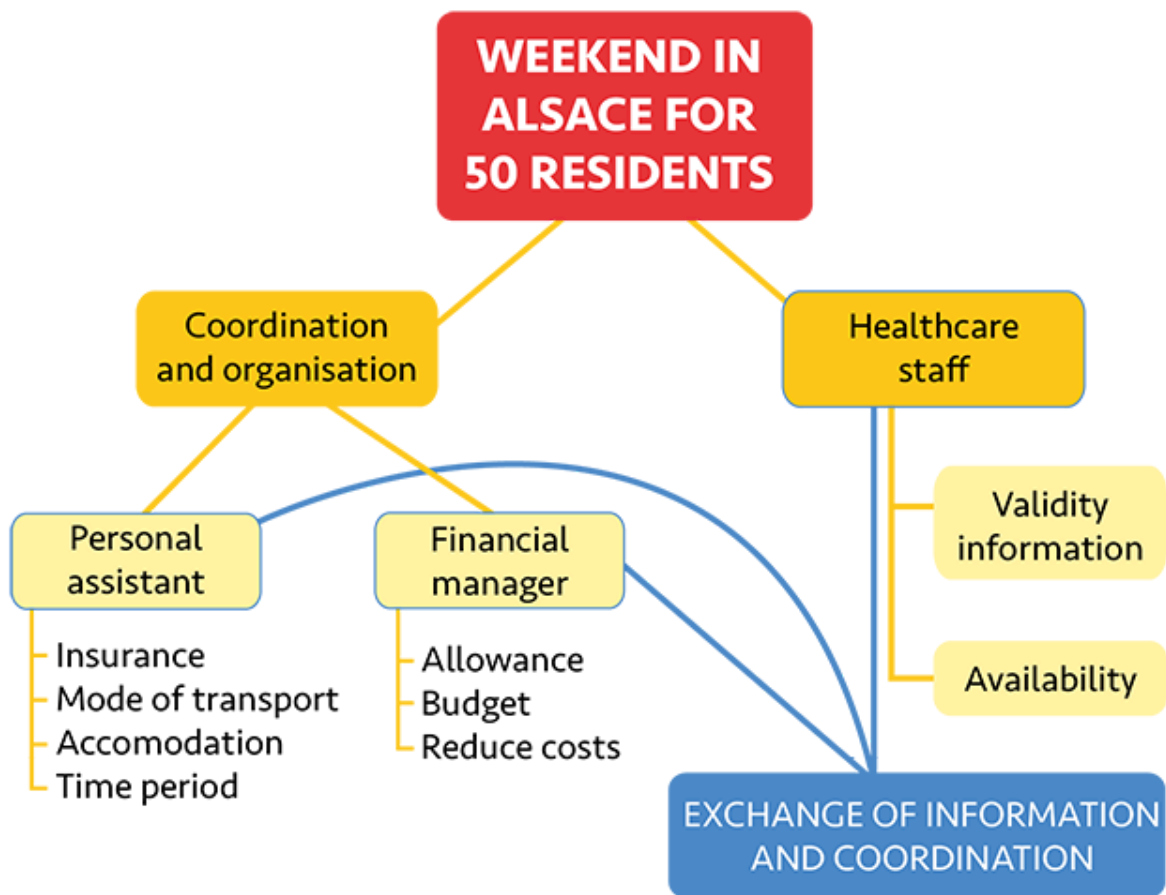 WEEKEND IN
ALSACE FOR
50 RESIDENTS
Coordination
and organisation
Healthcare
staff
Personal
assistant
Insurance
Mode of transport
Accomodation
Time period
Financial
manager
Allowance
Budget
Reduce costs
Validity
information
Availability
EXCHANGE OF INFORMATION
AND COORDINATION